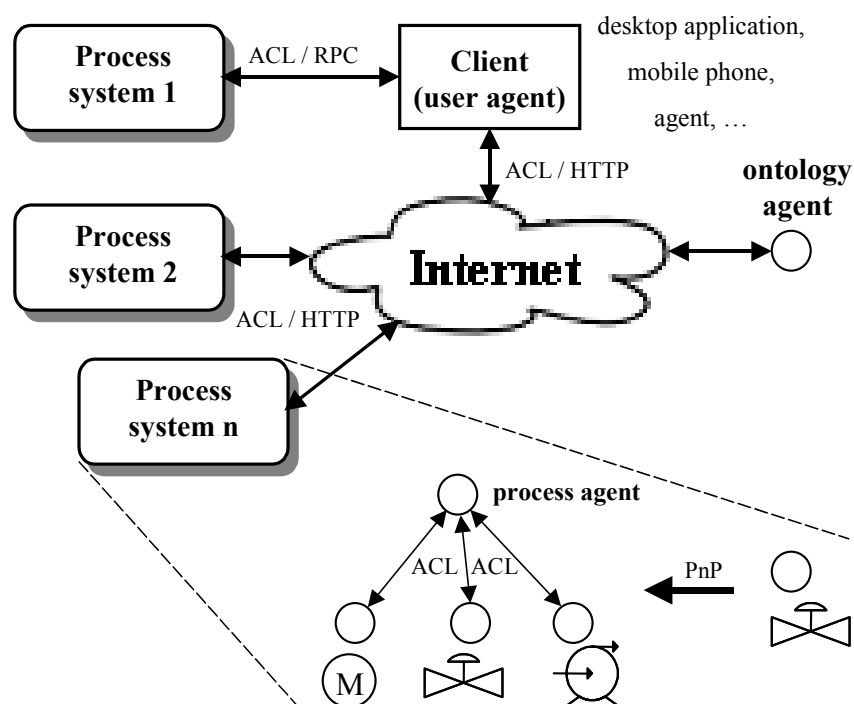 Process
system 1
ACL / RPC
Client
(user agent)
desktop application,
mobile phone,
agent, …
ACL / HTTP
ontology
agent
Process
system 2
Internet
ACL / HTTP
Process
system n
process agent
ACL
ACL
PnP
M